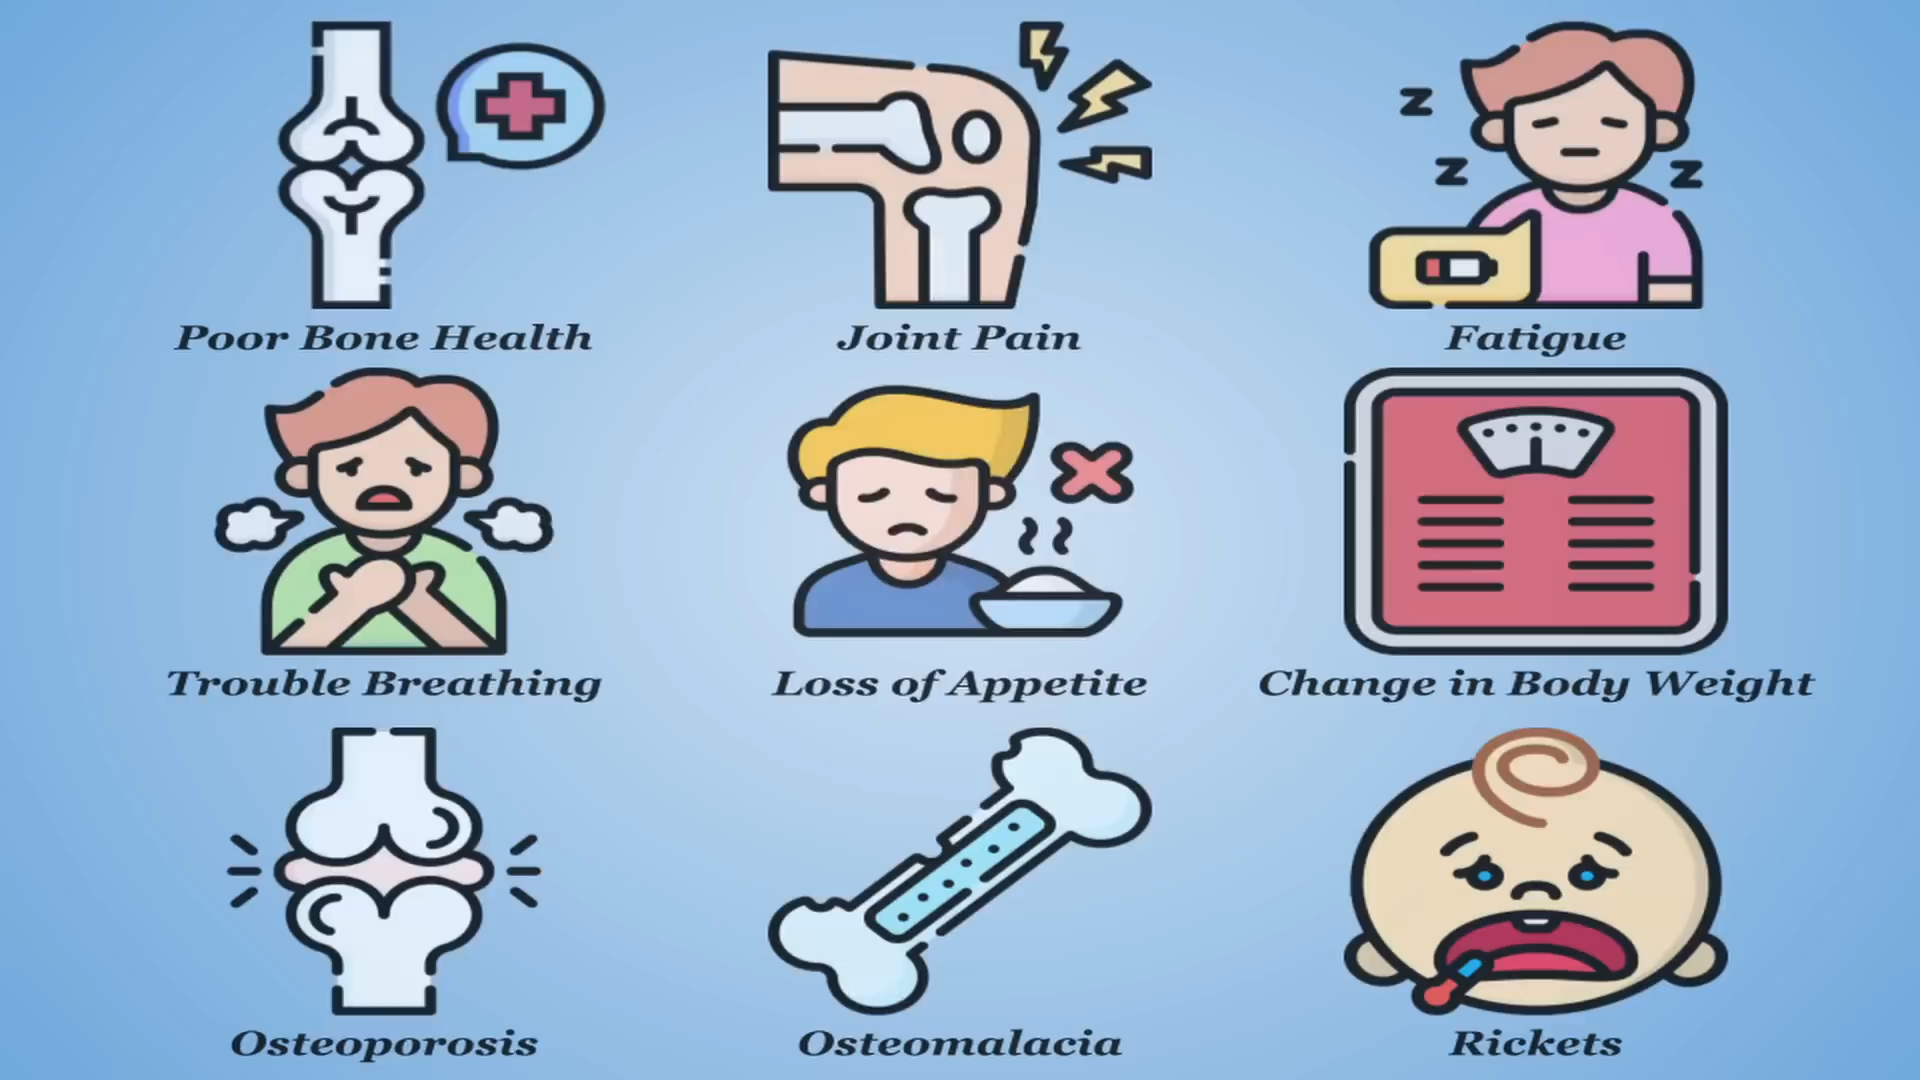 z
z
z
Poor Bone Health
Joint Pain
Fatigue
Trouble Breathing
Loss of Appetite
Change in Body Weight
Osteoporosis
Osteomalacia
Rickets